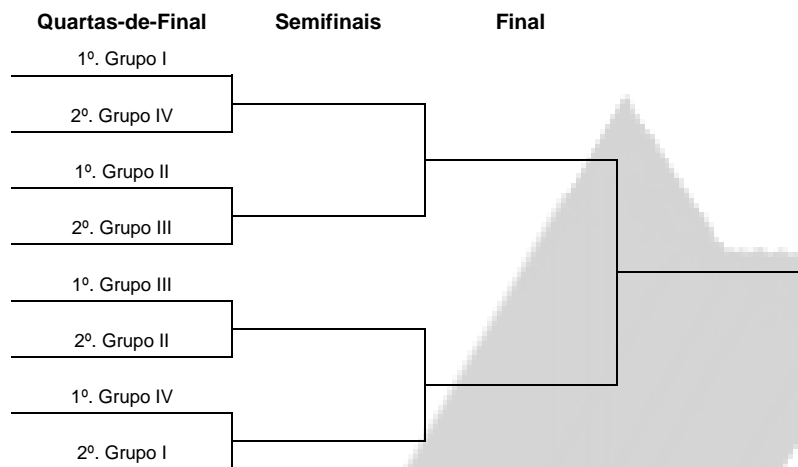 Quartas-de-Final Semifinais Final
1º. Grupo I
2º. Grupo IV
1º. Grupo II
2º. Grupo III
1º. Grupo III
2º. Grupo II
1º. Grupo IV
2º. Grupo I